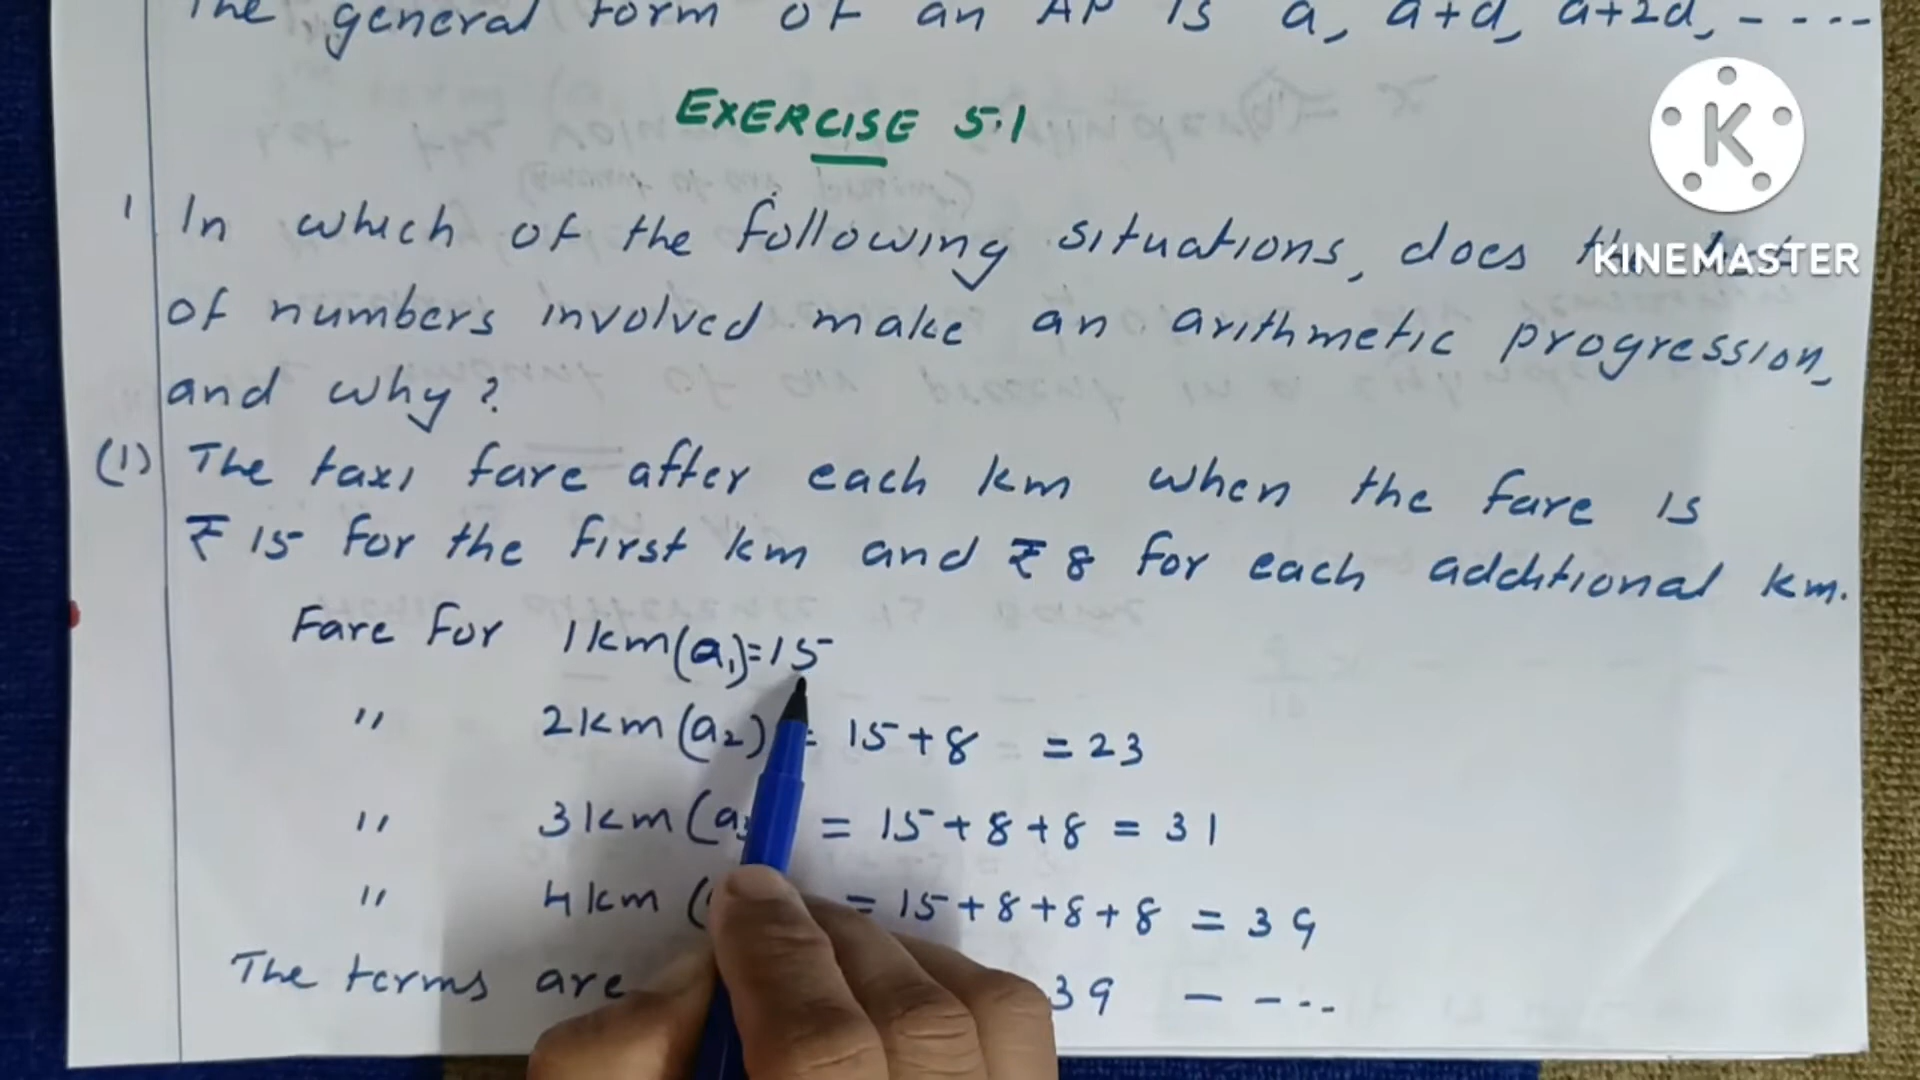 The general form of an AP is a, a+d, a+2d, - - - -
EXERCISE 5.1
K
KINEMASTER
1 In which of the following situations, does the
of numbers involved make an arithmetic progression,
and why?
(1) The taxi fare after each km when the fare is
₹ 15 for the first km and ₹ 8 for each additional km.
Fare for 1km(a₁)=15
" 2km(a₂) = 15+8 = 23
" 3km(a₃ = 15+8+8 = 31
" 4km ( = 15+8+8+8 = 39
The terms are 39 - - - - -